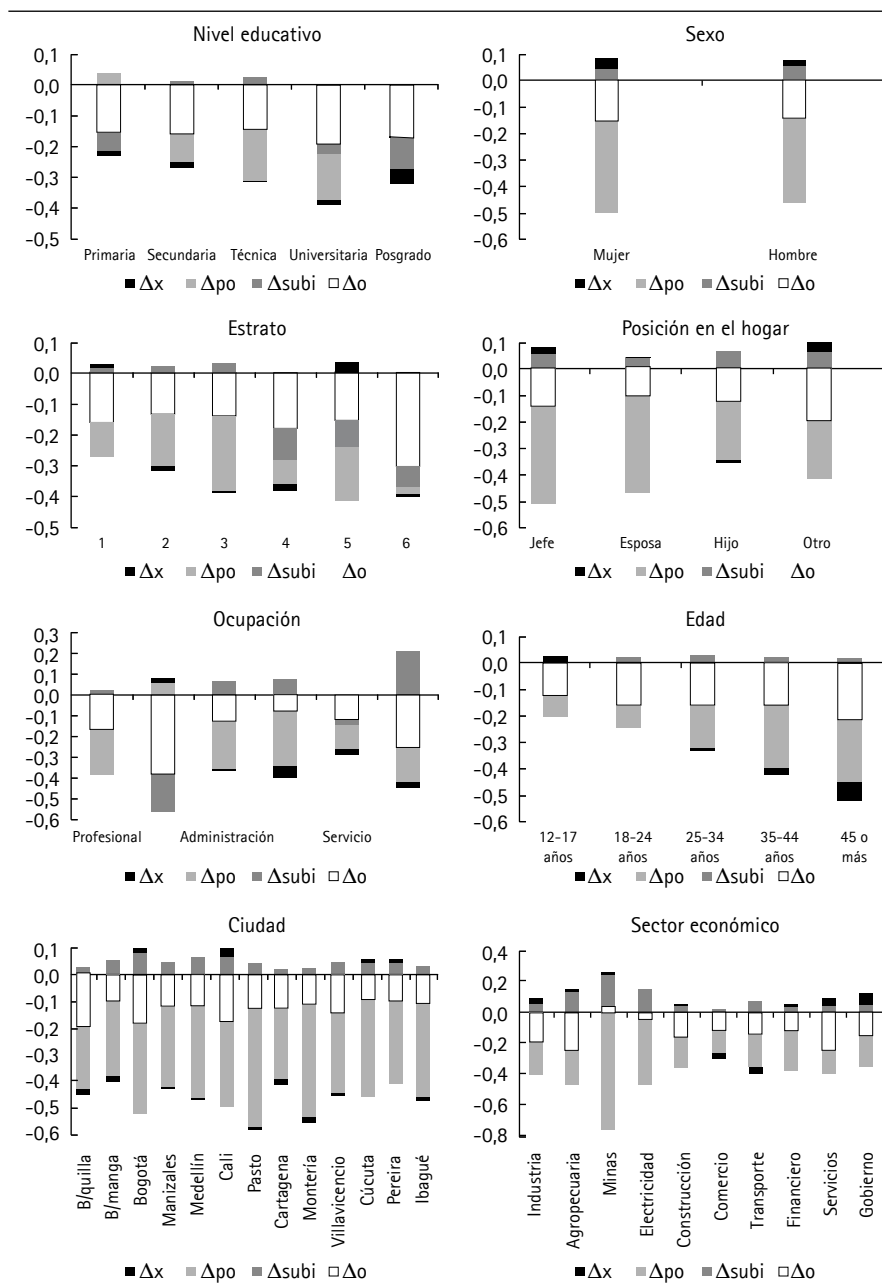 Nivel educativo
0,1
0,0
-0,1
-0,2
-0,3
-0,4
-0,5
Primaria Secundaria Técnica Universitaria Posgrado
Δx Δpo Δsubi Δo
Sexo
0,1
0,0
-0,1
-0,2
-0,3
-0,4
-0,5
-0,6
Mujer Hombre
Δx Δpo Δsubi Δo
Estrato
0,1
0,0
-0,1
-0,2
-0,3
-0,4
-0,5
1 2 3 4 5 6
Δx Δpo Δsubi Δo
Posición en el hogar
0,1
0,0
-0,1
-0,2
-0,3
-0,4
-0,5
-0,6
Jefe Esposa Hijo Otro
Δx Δpo Δsubi Δo
Ocupación
0,3
0,2
0,1
0,0
-0,1
-0,2
-0,3
-0,4
-0,5
-0,6
Profesional Administración Servicio
Δx Δpo Δsubi Δo
Edad
0,1
0,0
-0,1
-0,2
-0,3
-0,4
-0,5
-0,6
12-17 18-24 25-34 35-44 45 o
años años años años más
Δx Δpo Δsubi Δo
Ciudad
0,1
0,0
-0,1
-0,2
-0,3
-0,4
-0,5
-0,6
B/quilla
B/manga
Bogotá
Manizales
Medellín
Cali
Pasto
Cartagena
Montería
Villavicencio
Cúcuta
Pereira
Ibagué
Δx Δpo Δsubi Δo
Sector económico
0,4
0,2
0,0
-0,2
-0,4
-0,6
-0,8
Industria
Agropecuaria
Minas
Electricidad
Construcción
Comercio
Transporte
Financiero
Servicios
Gobierno
Δx Δpo Δsubi Δo